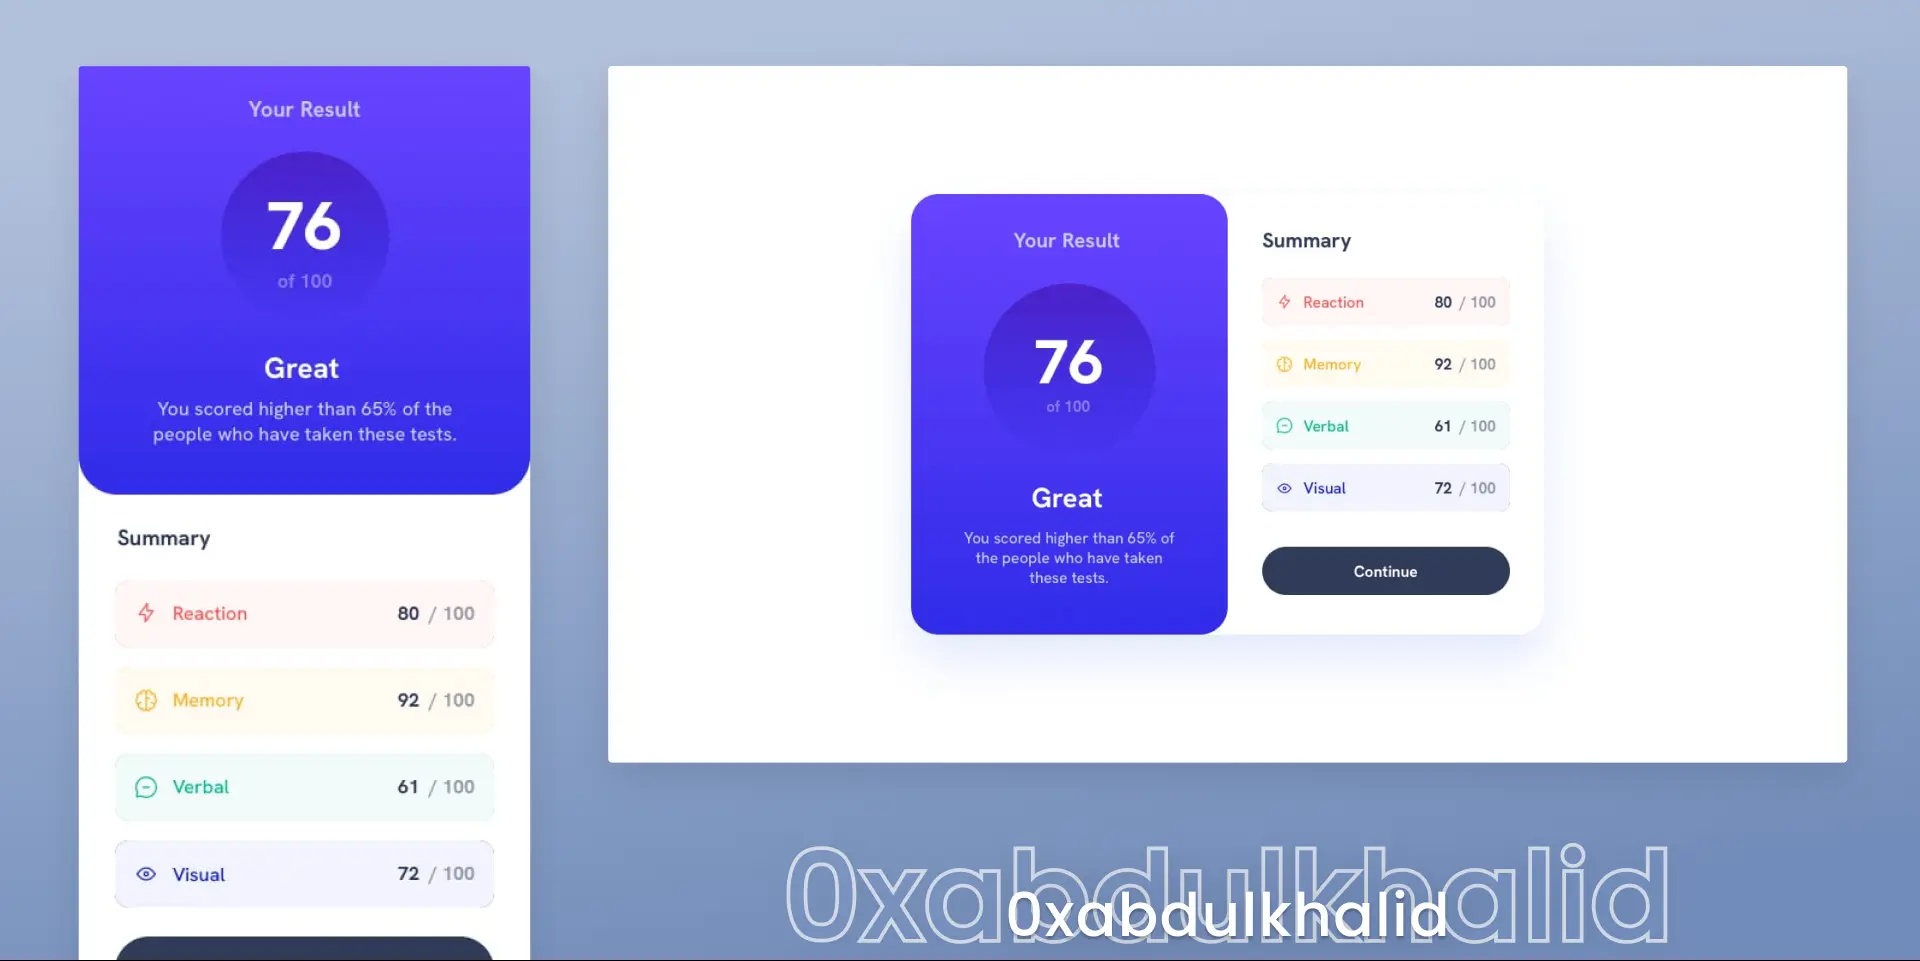 Your Result
76
of 100
Great
You scored higher than 65% of the
people who have taken these tests.
Summary
Reaction 80 / 100
Memory 92 / 100
Verbal 61 / 100
Visual 72 / 100
Your Result
76
of 100
Great
You scored higher than 65% of
the people who have taken
these tests.
Summary
Reaction 80 / 100
Memory 92 / 100
Verbal 61 / 100
Visual 72 / 100
Continue
0xabdulkhalid
0xabdulkhalid